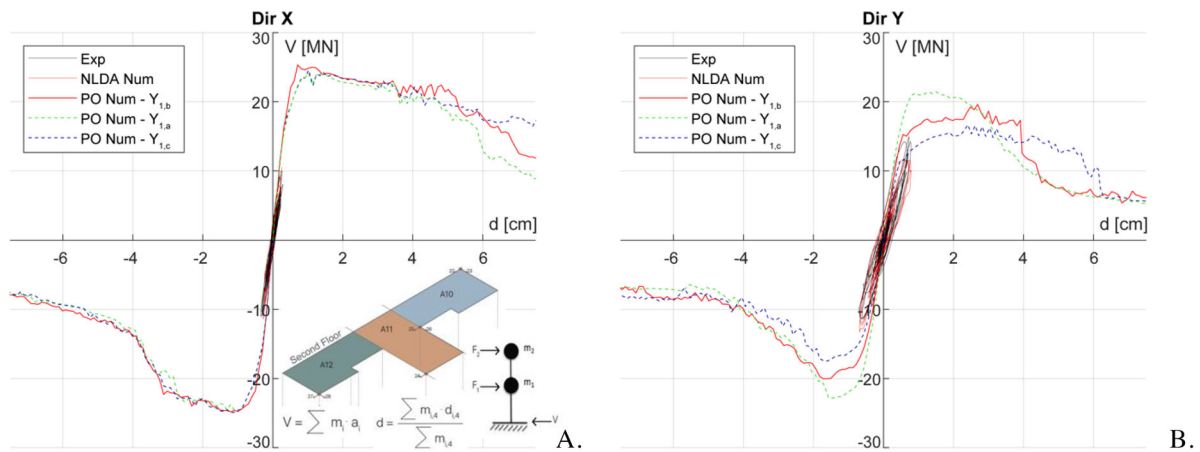 Dir X
V [MN]
Exp
NLDA Num
PO Num - Y1,b
PO Num - Y1,a
PO Num - Y1,c
30
20
10
d [cm]
-6 -4 -2 2 4 6
-10
-20
-30
Second Floor
A10
A11
A12
F2 m2
F1 m1
V
V = ∑ mi · ai
d = ∑ mi,4 · di,4 / ∑ mi,4
A.
Dir Y
V [MN]
Exp
NLDA Num
PO Num - Y1,b
PO Num - Y1,a
PO Num - Y1,c
30
20
10
d [cm]
-6 -4 -2 2 4 6
-10
-20
-30
B.